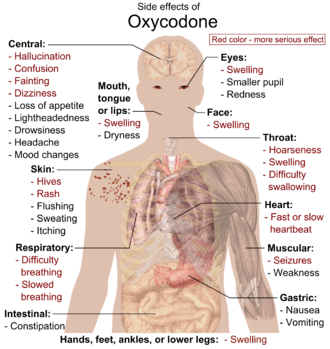 Side effects of
Oxycodone
Red color - more serious effect
Central:
- Hallucination
- Confusion
- Fainting
- Dizziness
- Loss of appetite
- Lightheadedness
- Drowsiness
- Headache
- Mood changes
Eyes:
- Swelling
- Smaller pupil
- Redness
Mouth,
tongue
or lips:
- Swelling
- Dryness
Face:
- Swelling
Throat:
- Hoarseness
- Swelling
- Difficulty
swallowing
Skin:
- Hives
- Rash
- Flushing
- Sweating
- Itching
Heart:
- Fast or slow
heartbeat
Respiratory:
- Difficulty
breathing
- Slowed
breathing
Muscular:
- Seizures
- Weakness
Gastric:
- Nausea
- Vomiting
Intestinal:
- Constipation
Hands, feet, ankles, or lower legs: - Swelling